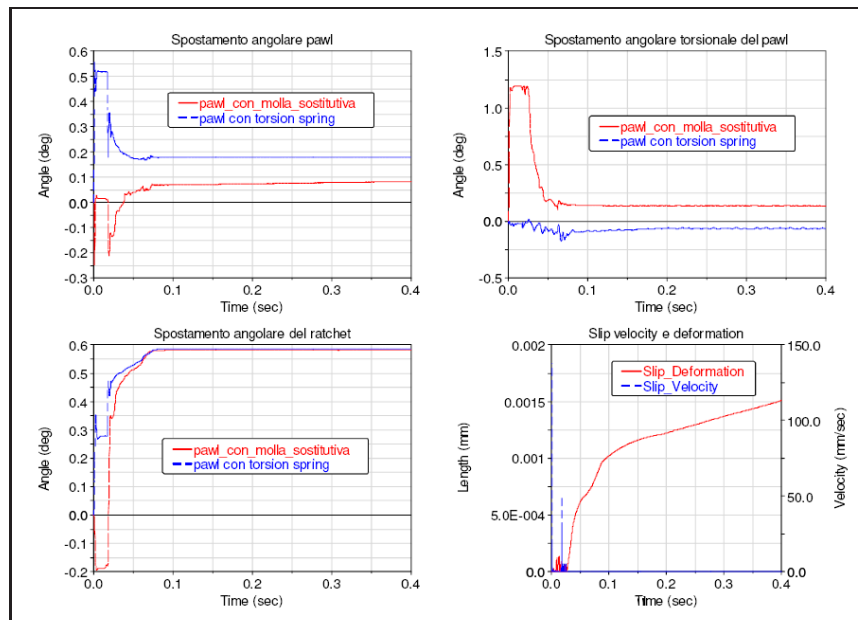 Spostamento angolare pawl
0.6
0.5
0.4
0.3
0.2
0.1
0.0
-0.1
-0.2
-0.3
Angle (deg)
pawl_con_molla_sostitutiva
pawl con torsion spring
0.0 0.1 0.2 0.3 0.4
Time (sec)
Spostamento angolare torsionale del pawl
1.5
1.0
0.5
0.0
-0.5
Angle (deg)
pawl_con_molla_sostitutiva
pawl con torsion spring
0.0 0.1 0.2 0.3 0.4
Time (sec)
Spostamento angolare del ratchet
0.6
0.5
0.4
0.3
0.2
0.1
0.0
-0.1
-0.2
Angle (deg)
pawl_con_molla_sostitutiva
pawl con torsion spring
0.0 0.1 0.2 0.3 0.4
Time (sec)
Slip velocity e deformation
0.002
0.0015
0.001
5.0E-004
0.0
Length (mm)
Slip_Deformation
Slip_Velocity
150.0
100.0
50.0
0.0
Velocity (mm/sec)
0.0 0.1 0.2 0.3 0.4
Time (sec)